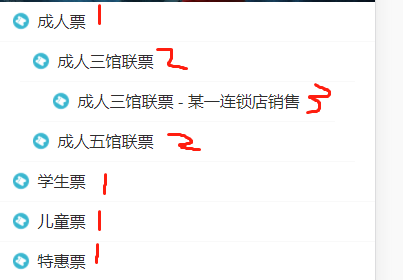 成人票 1
成人三馆联票 2
成人三馆联票 - 某一连锁店销售 3
成人五馆联票 2
学生票 1
儿童票 1
特惠票 1